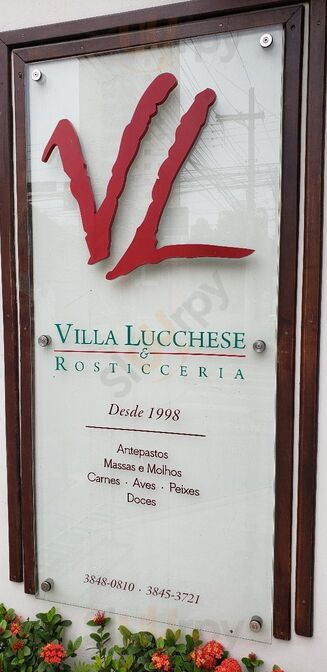 VL
VILLA LUCCHESE
&
ROSTICCERIA
Desde 1998
Antepastos
Massas e Molhos
Carnes · Aves · Peixes
Doces
3848-0810 · 3845-3721